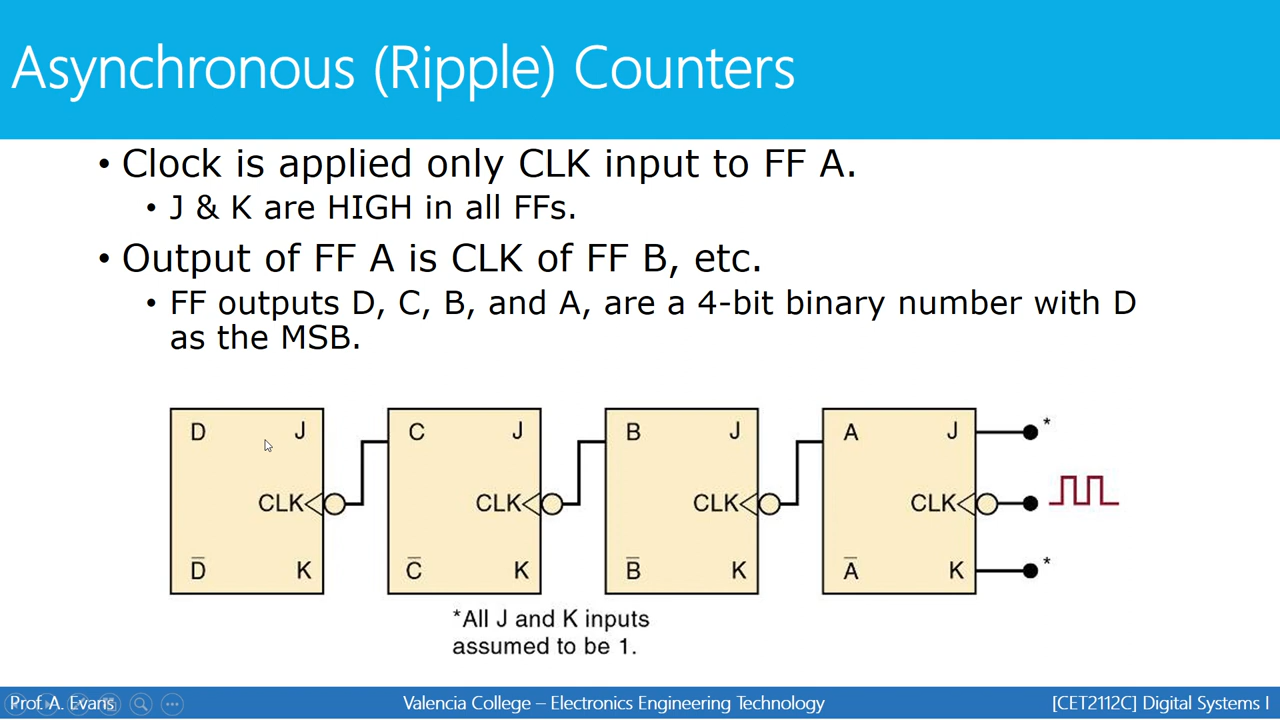 Asynchronous (Ripple) Counters
• Clock is applied only CLK input to FF A.
• J & K are HIGH in all FFs.
• Output of FF A is CLK of FF B, etc.
• FF outputs D, C, B, and A, are a 4-bit binary number with D
as the MSB.
D J C J B J A J *
CLK CLK CLK CLK
D̅ K C̅ K B̅ K A̅ K *
*All J and K inputs
assumed to be 1.
Prof. A. Evans Valencia College – Electronics Engineering Technology [CET2112C] Digital Systems I